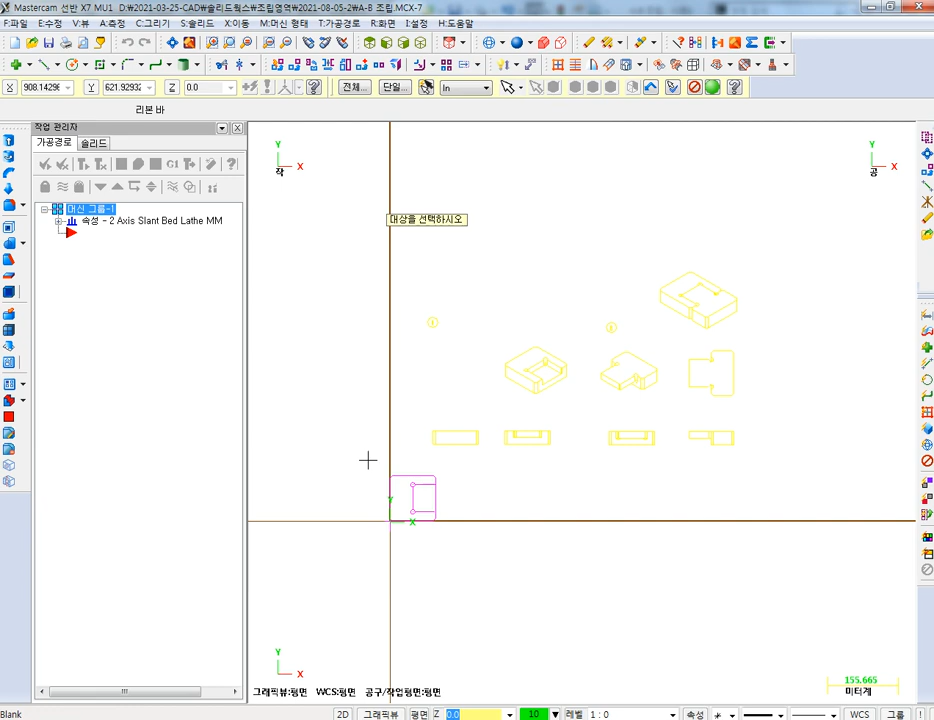 Mastercam 선반 X7 MU1 D:₩2021-03-25-CAD₩솔리드웍스₩조립영역₩2021-08-05-2₩A-B 조립.MCX-7
F:파일 E:수정 V:뷰 A:측정 C:그리기 S:솔리드 X:이동 M:머신 형태 T:가공경로 R:화면 I:설정 H:도움말
X 908.1429 Y 621.9293 Z 0.0 전체... 단일... In
리본 바
작업 관리자
가공경로 솔리드
G1
머신 그룹-1
속성 - 2 Axis Slant Bed Lathe MM
Y
X
작
Y
X
공
대상을 선택하시오
Y
X
Y
X
155.665
미터계
그래픽뷰:평면 WCS:평면 공구/작업평면:평면
Blank 2D 그래픽뷰 평면 Z 0.0 10 레벨 1 : 0 속성 WCS 그룹 !